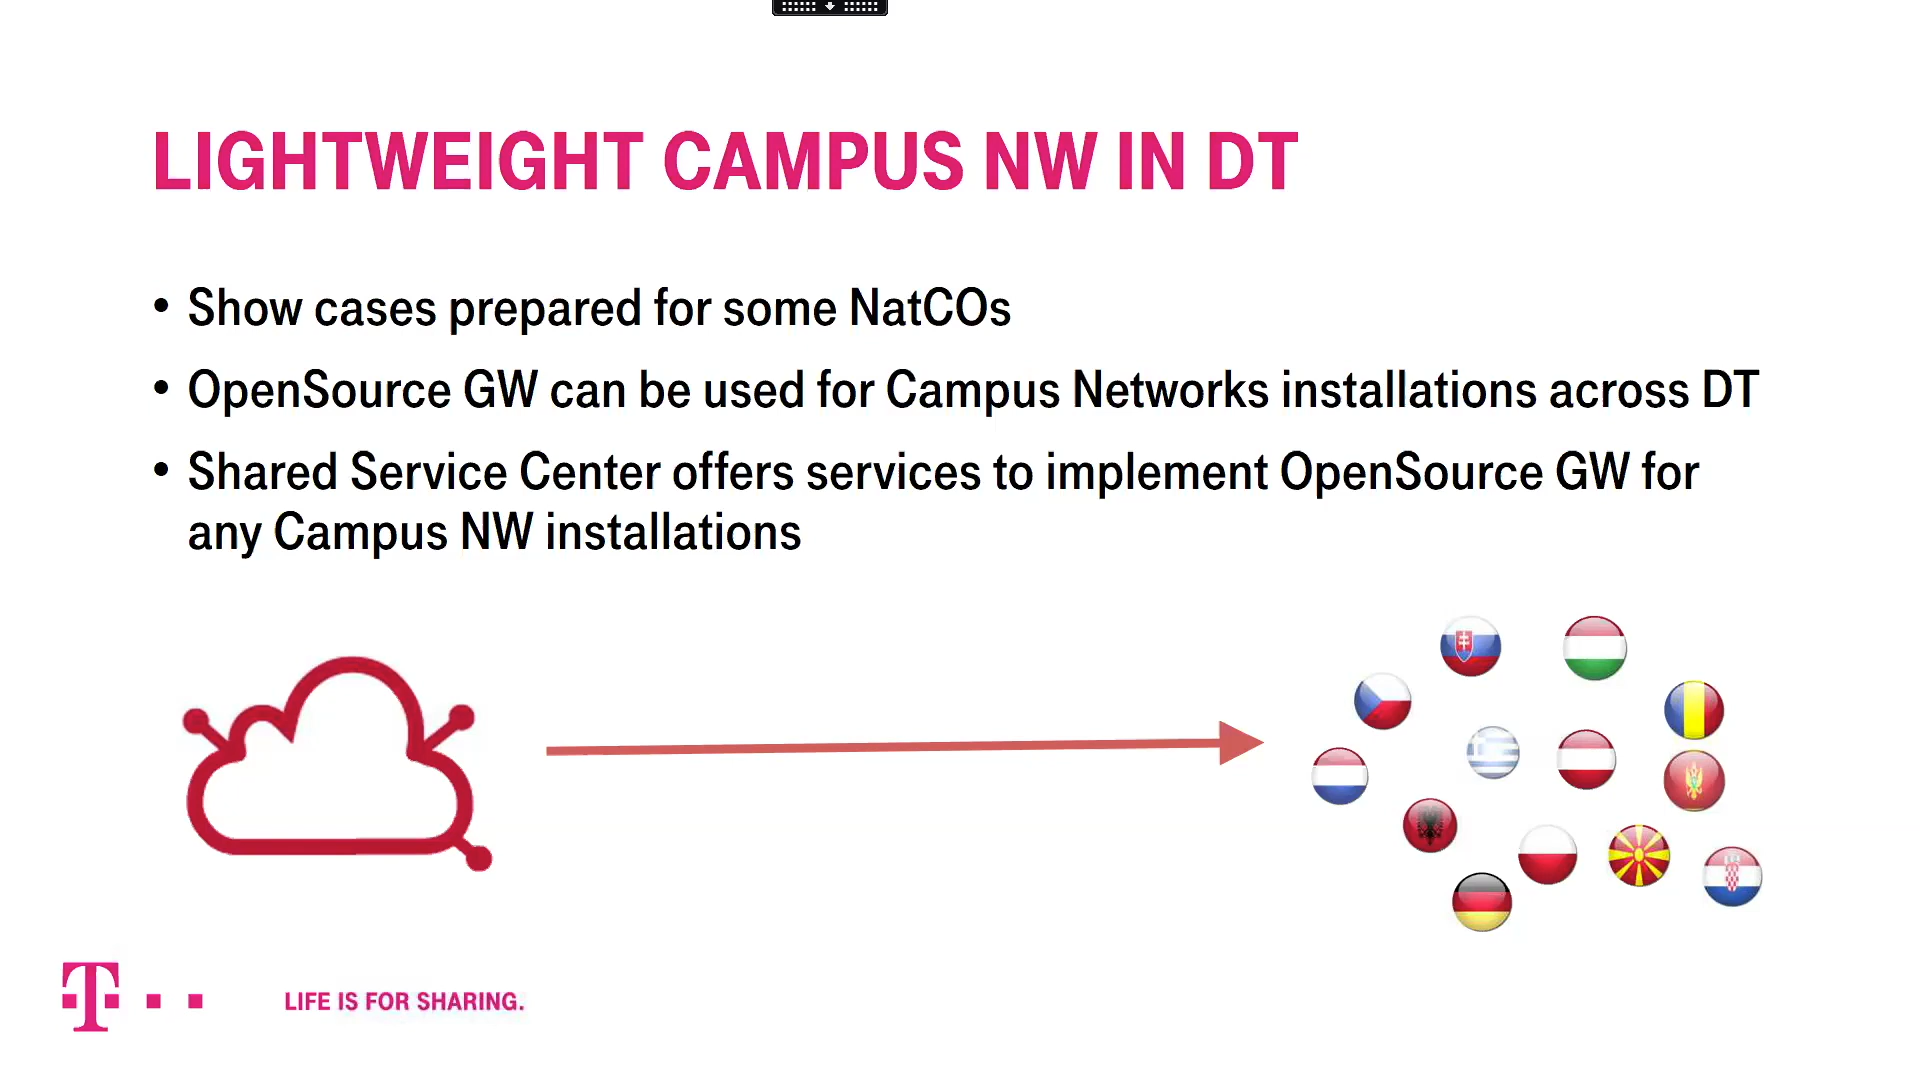 LIGHTWEIGHT CAMPUS NW IN DT
• Show cases prepared for some NatCOs
• OpenSource GW can be used for Campus Networks installations across DT
• Shared Service Center offers services to implement OpenSource GW for
any Campus NW installations
T
LIFE IS FOR SHARING.